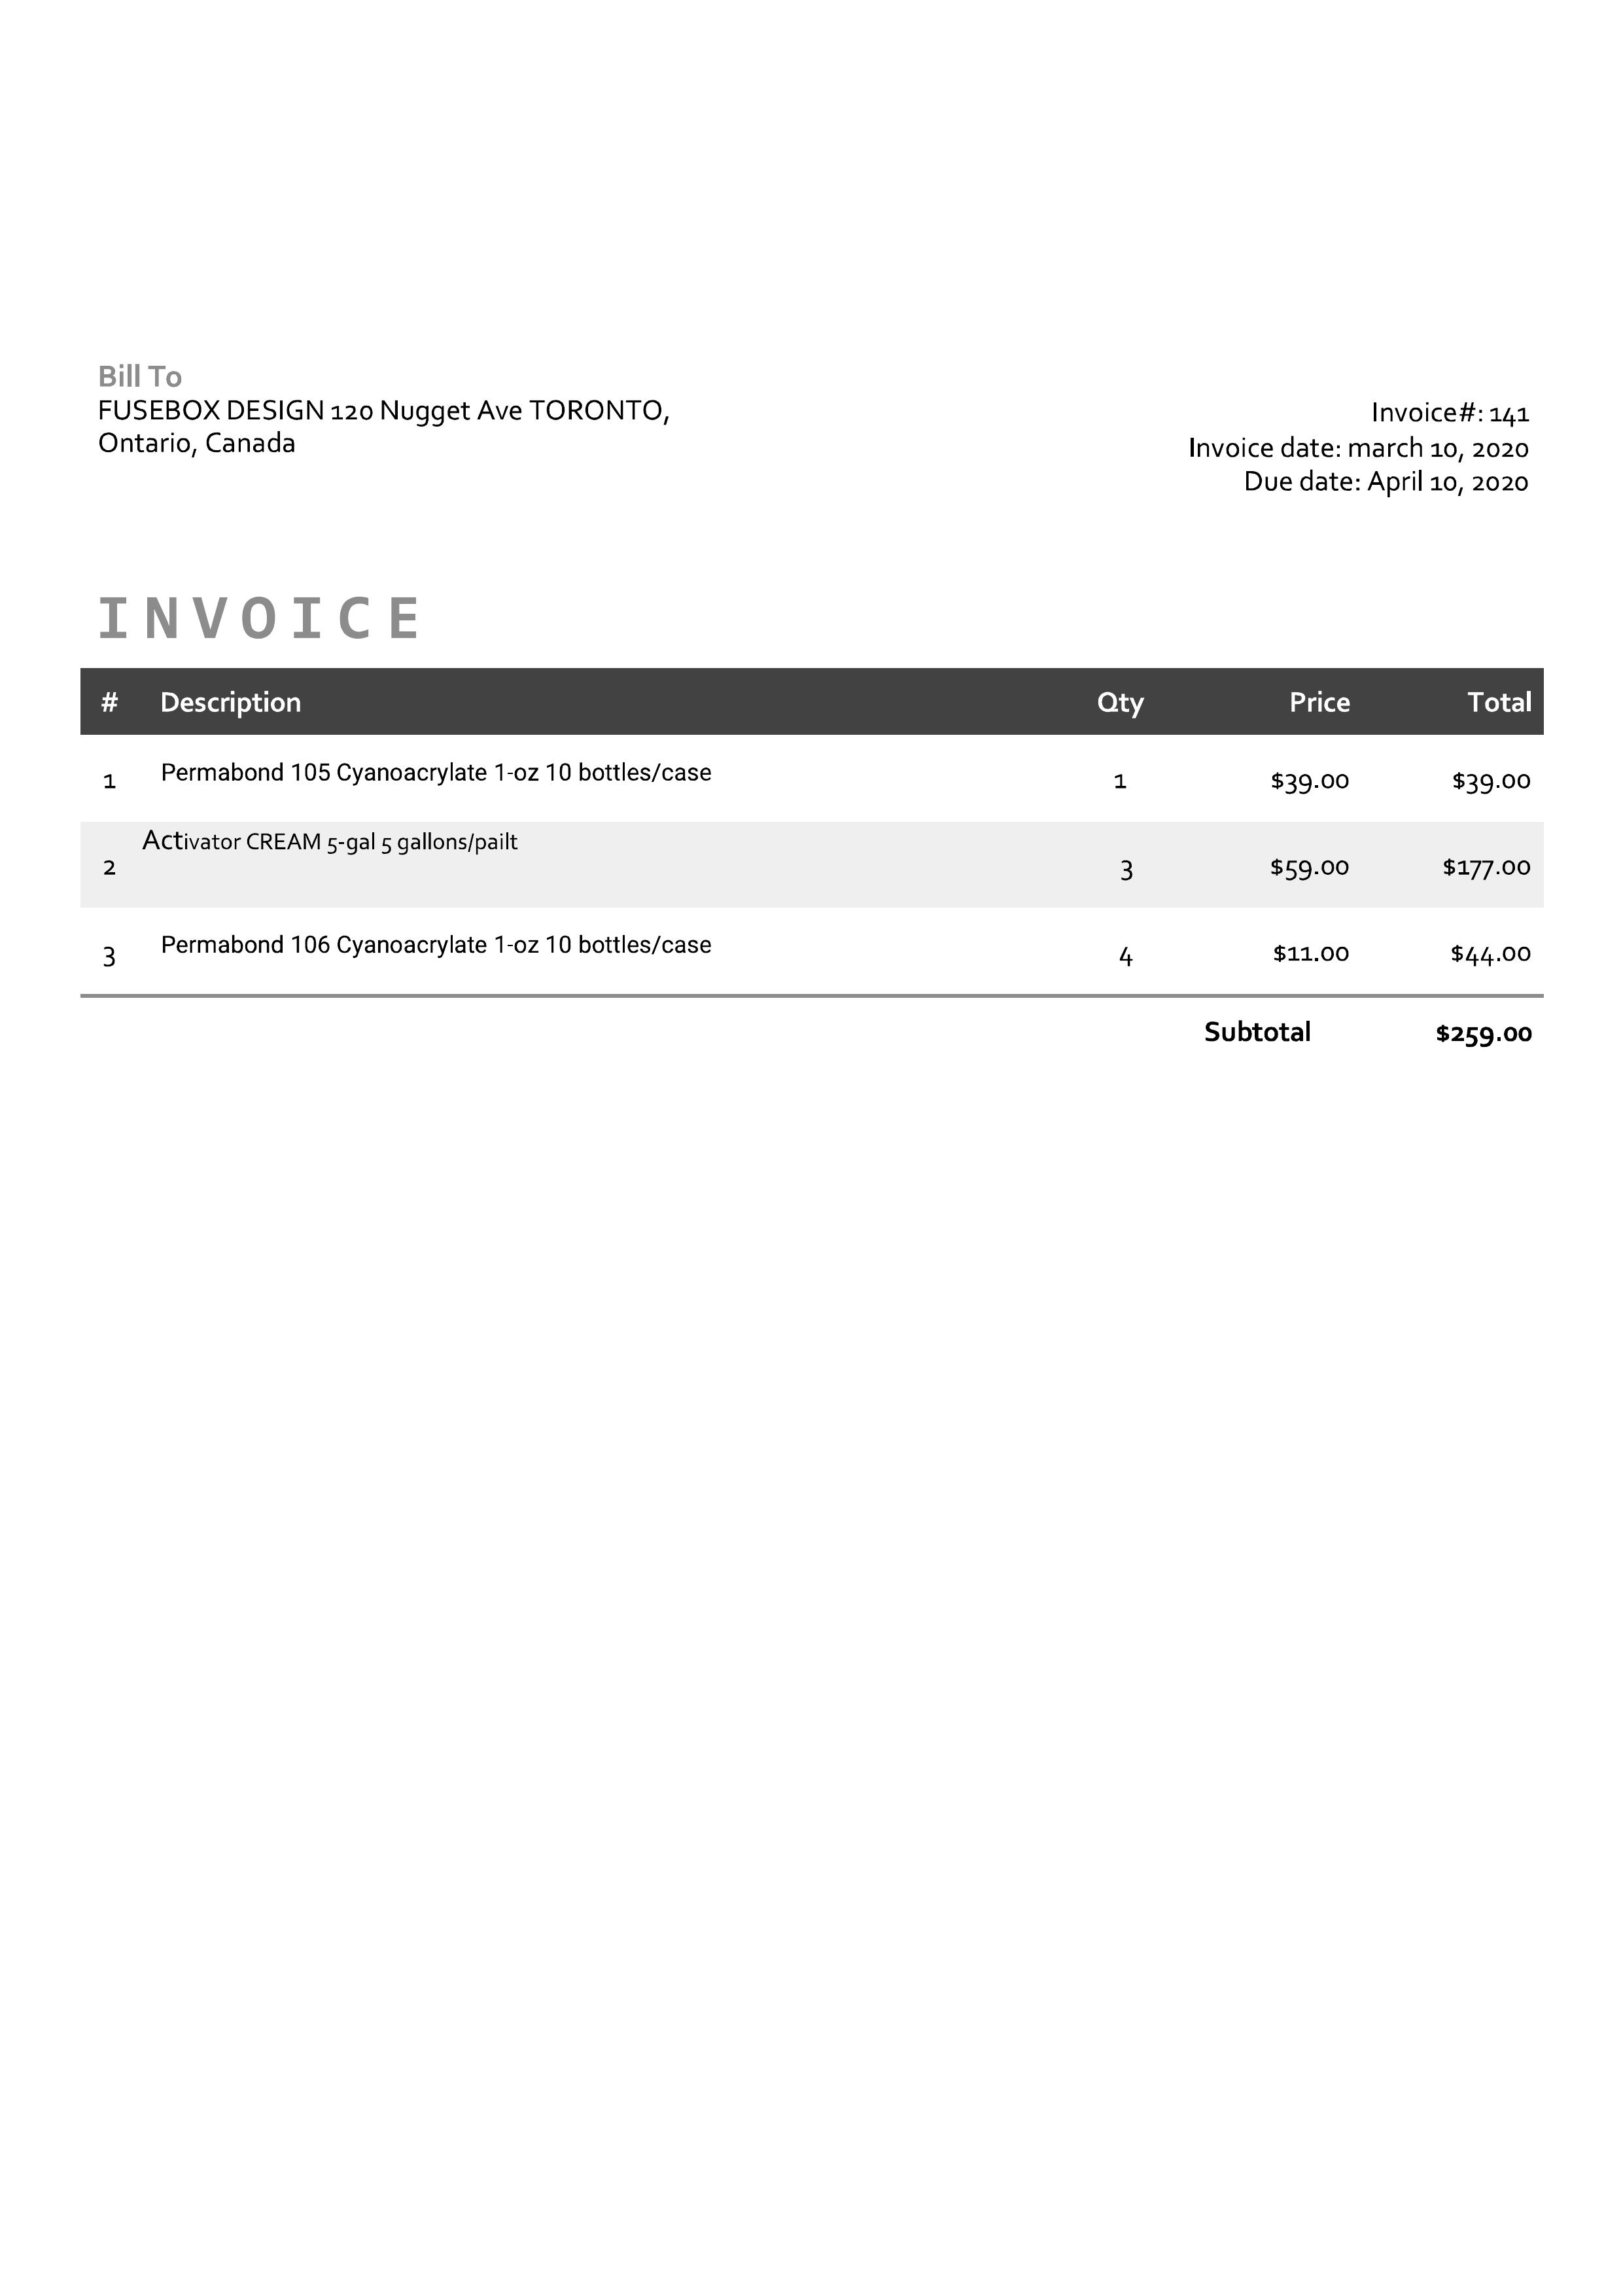 Bill To
FUSEBOX DESIGN 120 Nugget Ave TORONTO,
Ontario, Canada
Invoice#: 141
Invoice date: march 10, 2020
Due date: April 10, 2020
INVOICE
# Description Qty Price Total
1 Permabond 105 Cyanoacrylate 1-oz 10 bottles/case 1 $39.00 $39.00
2 Activator CREAM 5-gal 5 gallons/pailt 3 $59.00 $177.00
3 Permabond 106 Cyanoacrylate 1-oz 10 bottles/case 4 $11.00 $44.00
Subtotal $259.00